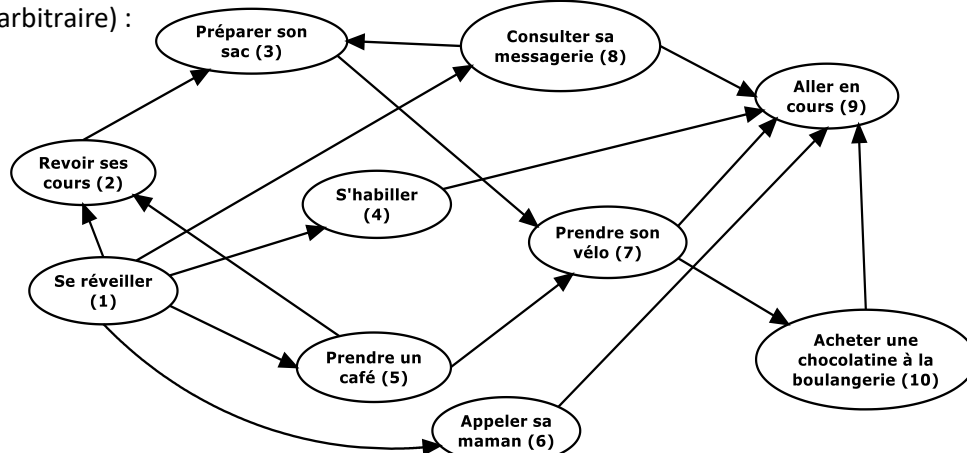 arbitraire) :
Préparer son
sac (3)
Consulter sa
messagerie (8)
Aller en
cours (9)
Revoir ses
cours (2)
S'habiller
(4)
Prendre son
vélo (7)
Se réveiller
(1)
Prendre un
café (5)
Acheter une
chocolatine à la
boulangerie (10)
Appeler sa
maman (6)